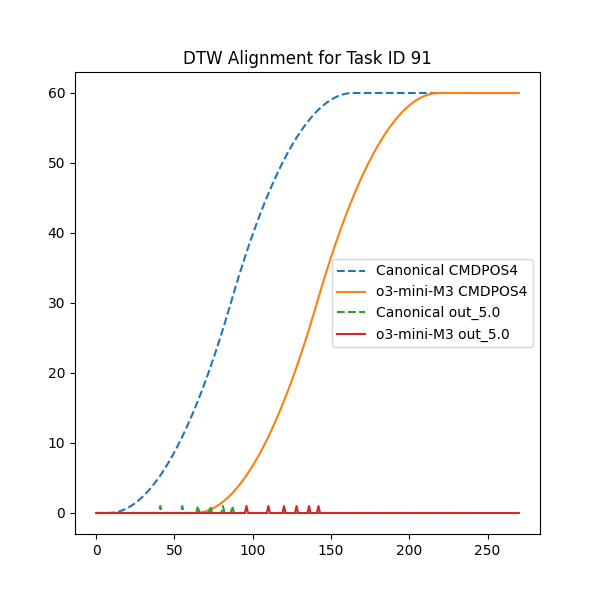 DTW Alignment for Task ID 91
60
50
40
30
20
10
0
Canonical CMDPOS4
o3-mini-M3 CMDPOS4
Canonical out_5.0
o3-mini-M3 out_5.0
0 50 100 150 200 250